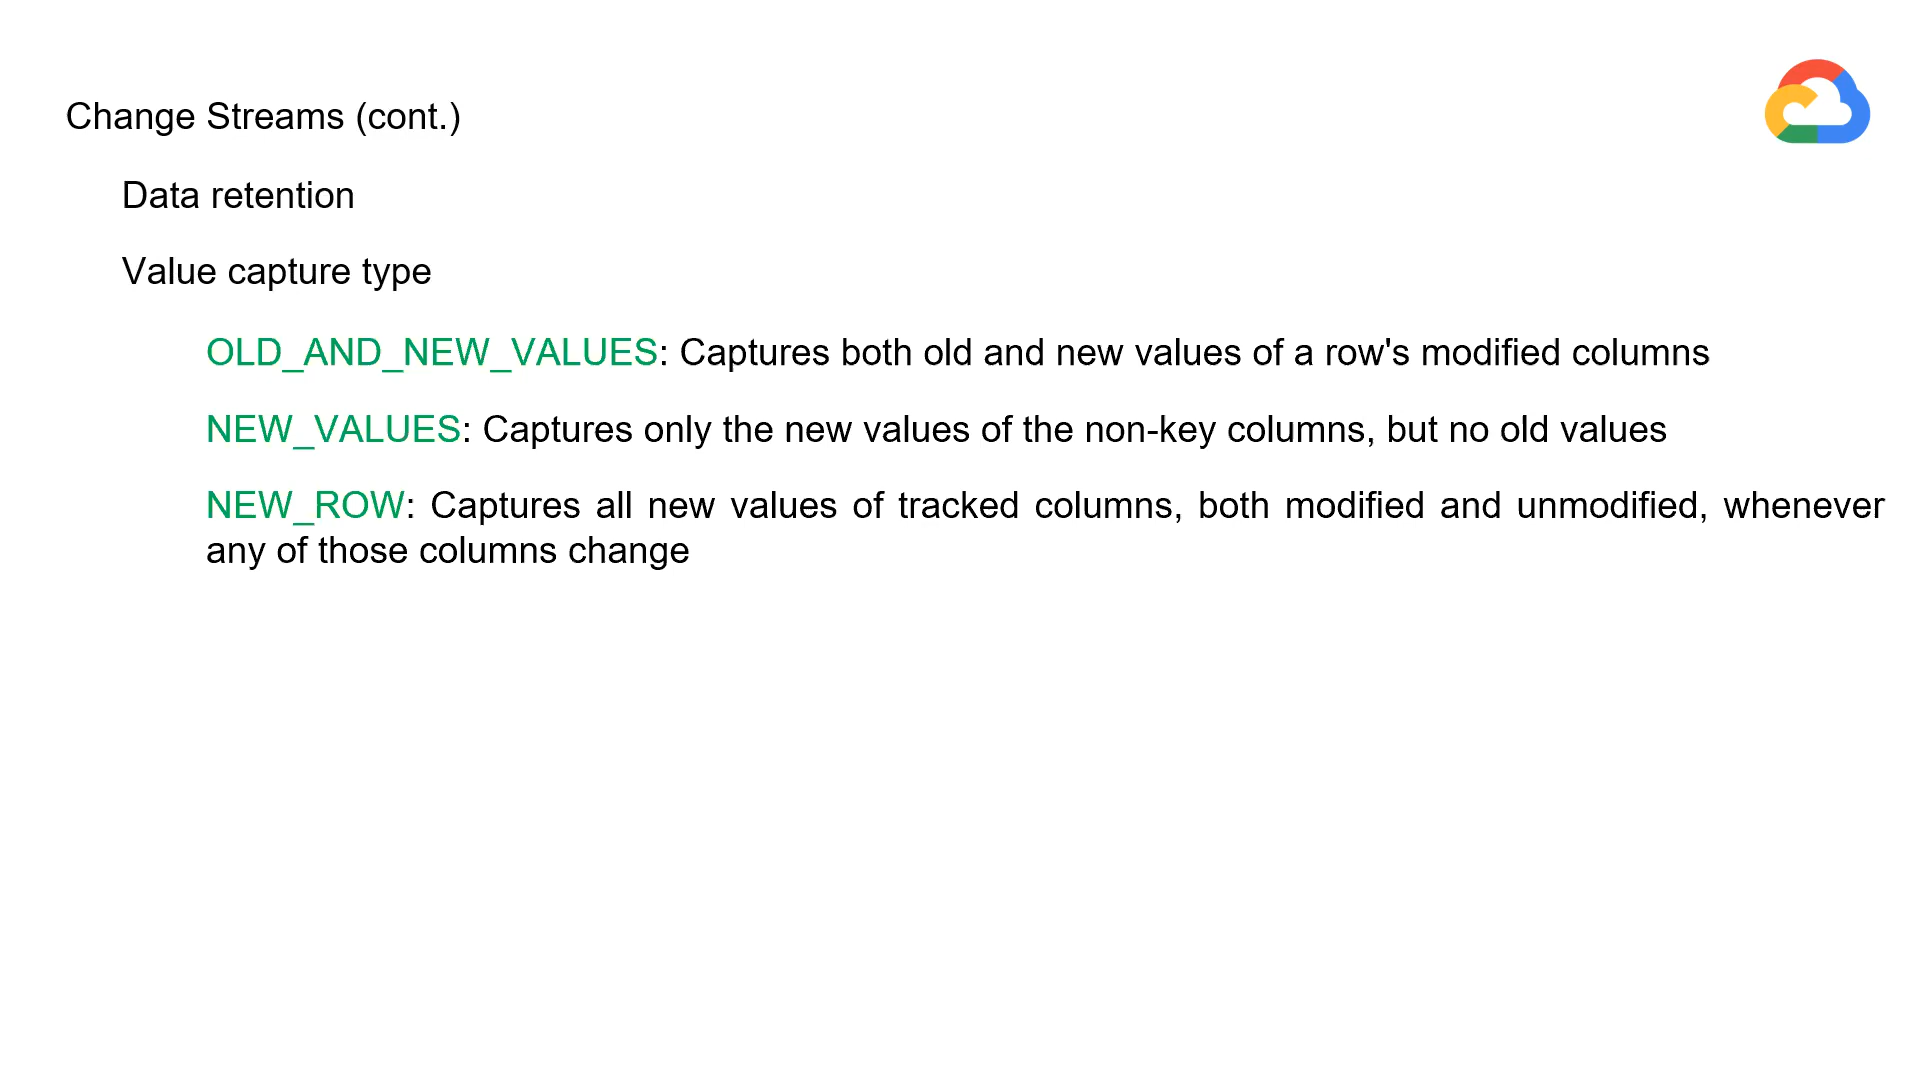 Change Streams (cont.)
Data retention
Value capture type
OLD_AND_NEW_VALUES: Captures both old and new values of a row's modified columns
NEW_VALUES: Captures only the new values of the non-key columns, but no old values
NEW_ROW: Captures all new values of tracked columns, both modified and unmodified, whenever
any of those columns change